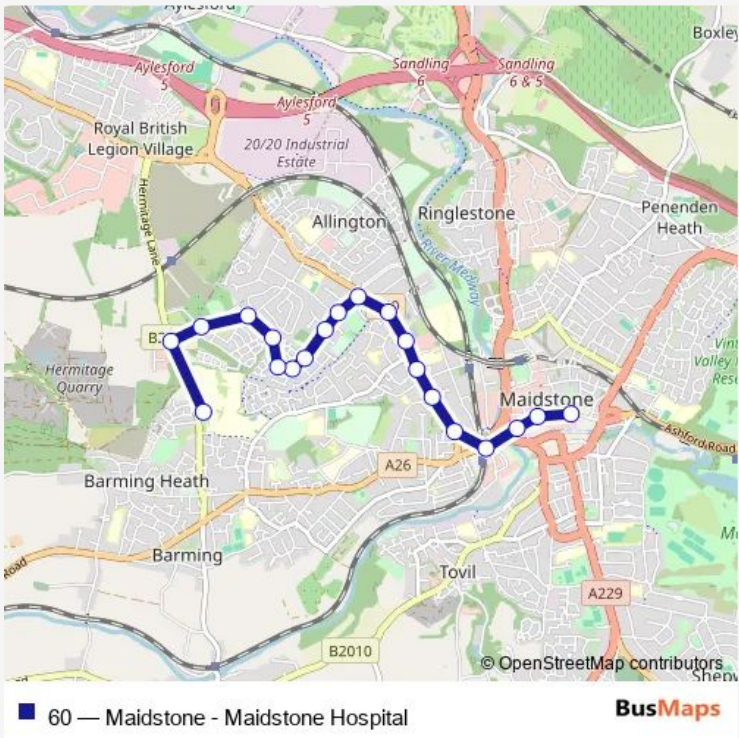 Aylesford
Boxley
Sandling
6
Sandling
6 & 5
Aylesford
5
Aylesford
5
Royal British
Legion Village
20/20 Industrial
Estate
Hermitage Lane
Allington
Ringlestone
Penenden
Heath
River Medway
Hermitage
Quarry
Maidstone
Ashford Road
A26
Barming Heath
Barming
Road
Tovil
A229
B2010
© OpenStreetMap contributors
60 — Maidstone - Maidstone Hospital
BusMaps